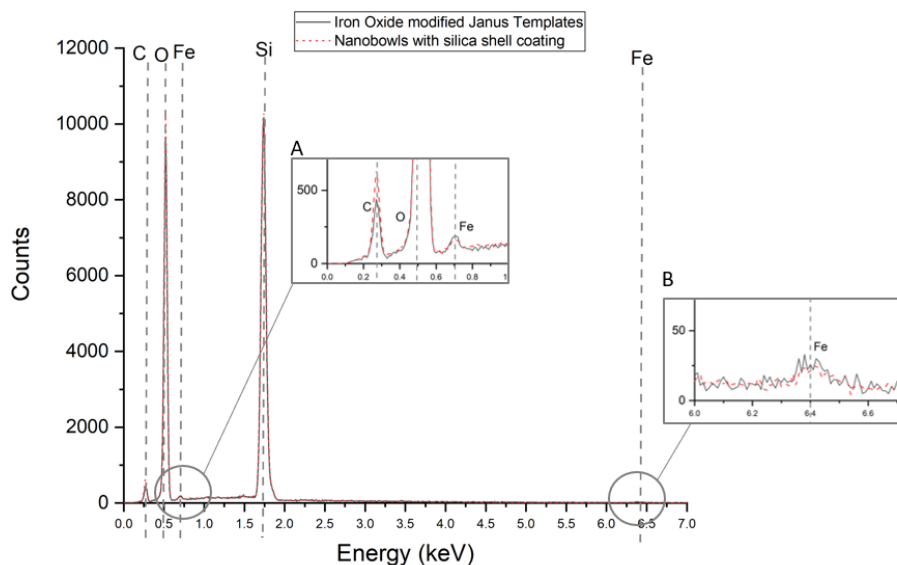 Iron Oxide modified Janus Templates
Nanobowls with silica shell coating
12000
10000
8000
6000
4000
2000
0
Counts
C O Fe
Si
Fe
A
500
0
C
O
Fe
0.0 0.2 0.4 0.6 0.8 1
B
50
0
Fe
6.0 6.2 6.4 6.6
0.0 0.5 1.0 1.5 2.0 2.5 3.0 3.5 4.0 4.5 5.0 5.5 6.0 6.5 7.0
Energy (keV)